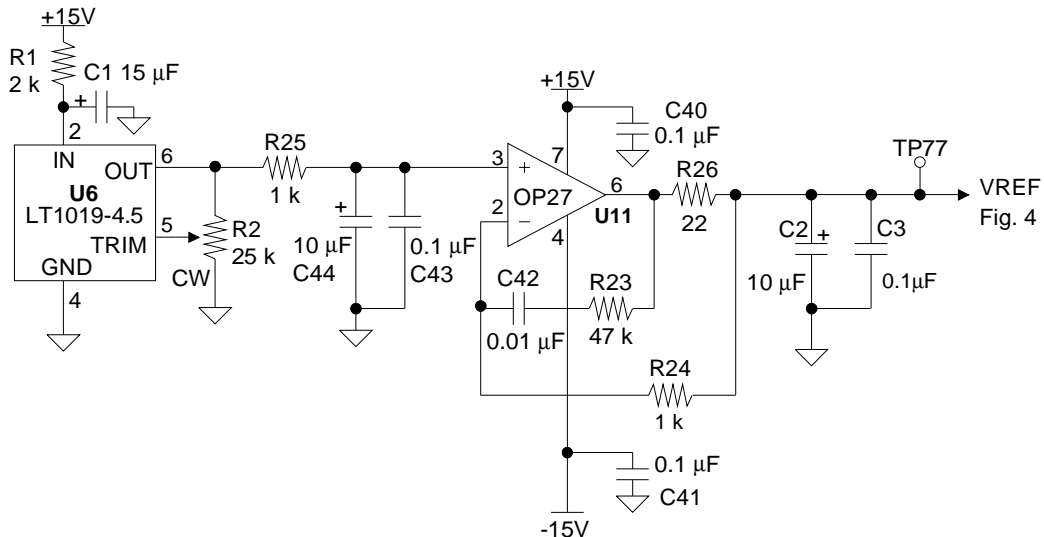 +15V
R1
2 k
C1 15 µF
+
2
IN
OUT
6
U6
LT1019-4.5
TRIM
5
GND
4
R2
25 k
CW
R25
1 k
+
10 µF
C44
0.1 µF
C43
+15V
C40
0.1 µF
3
+
7
OP27
6
U11
2
−
4
R26
22
C42
0.01 µF
R23
47 k
R24
1 k
0.1 µF
C41
-15V
TP77
VREF
Fig. 4
C2
+
10 µF
C3
0.1µF